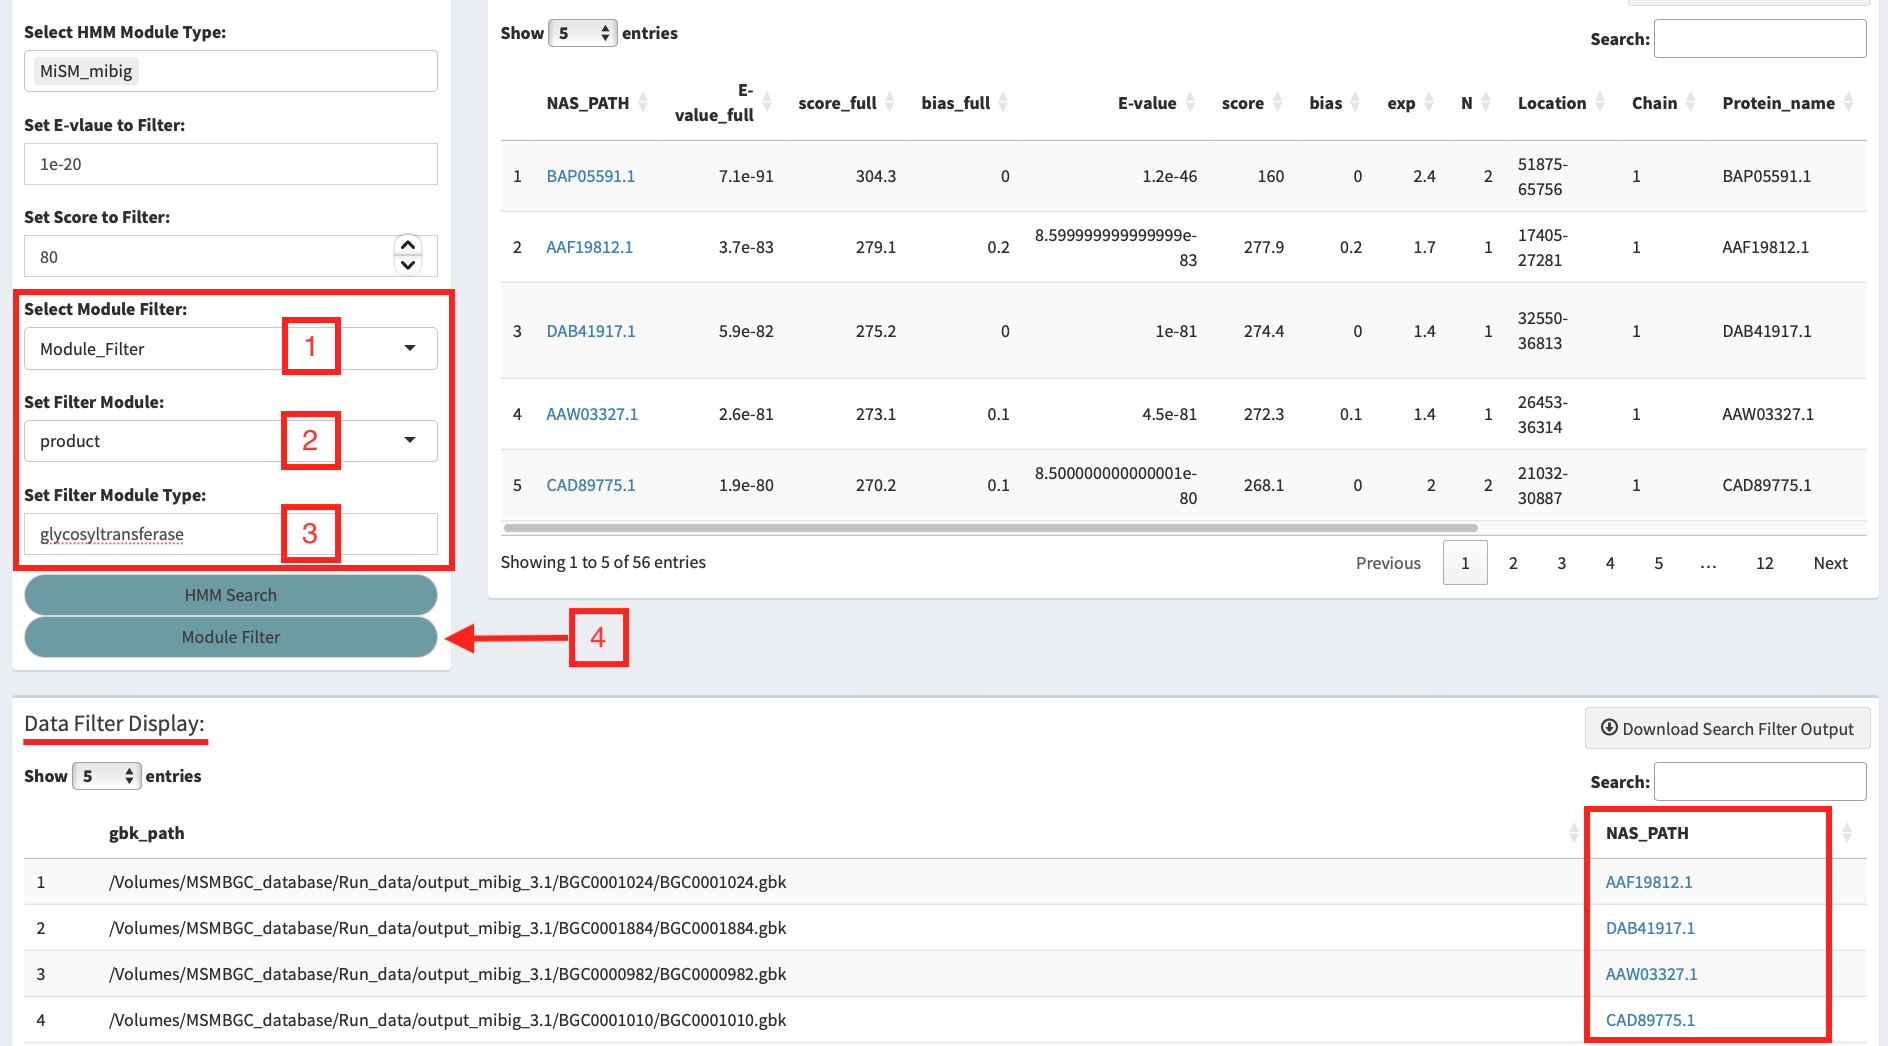 Select HMM Module Type:
MiSM_mibig
Set E-vlaue to Filter:
1e-20
Set Score to Filter:
80
Select Module Filter:
Module_Filter
1
Set Filter Module:
product
2
Set Filter Module Type:
glycosyltransferase
3
HMM Search
Module Filter
4
Show 5 entries
Search:
NAS_PATH E-value_full score_full bias_full E-value score bias exp N Location Chain Protein_name
1 BAP05591.1 7.1e-91 304.3 0 1.2e-46 160 0 2.4 2 51875-65756 1 BAP05591.1
2 AAF19812.1 3.7e-83 279.1 0.2 8.599999999999999e-83 277.9 0.2 1.7 1 17405-27281 1 AAF19812.1
3 DAB41917.1 5.9e-82 275.2 0 1e-81 274.4 0 1.4 1 32550-36813 1 DAB41917.1
4 AAW03327.1 2.6e-81 273.1 0.1 4.5e-81 272.3 0.1 1.4 1 26453-36314 1 AAW03327.1
5 CAD89775.1 1.9e-80 270.2 0.1 8.500000000000001e-80 268.1 0 2 2 21032-30887 1 CAD89775.1
Showing 1 to 5 of 56 entries
Previous 1 2 3 4 5 … 12 Next
Data Filter Display:
Download Search Filter Output
Show 5 entries
Search:
gbk_path NAS_PATH
1 /Volumes/MSMBGC_database/Run_data/output_mibig_3.1/BGC0001024/BGC0001024.gbk AAF19812.1
2 /Volumes/MSMBGC_database/Run_data/output_mibig_3.1/BGC0001884/BGC0001884.gbk DAB41917.1
3 /Volumes/MSMBGC_database/Run_data/output_mibig_3.1/BGC0000982/BGC0000982.gbk AAW03327.1
4 /Volumes/MSMBGC_database/Run_data/output_mibig_3.1/BGC0001010/BGC0001010.gbk CAD89775.1